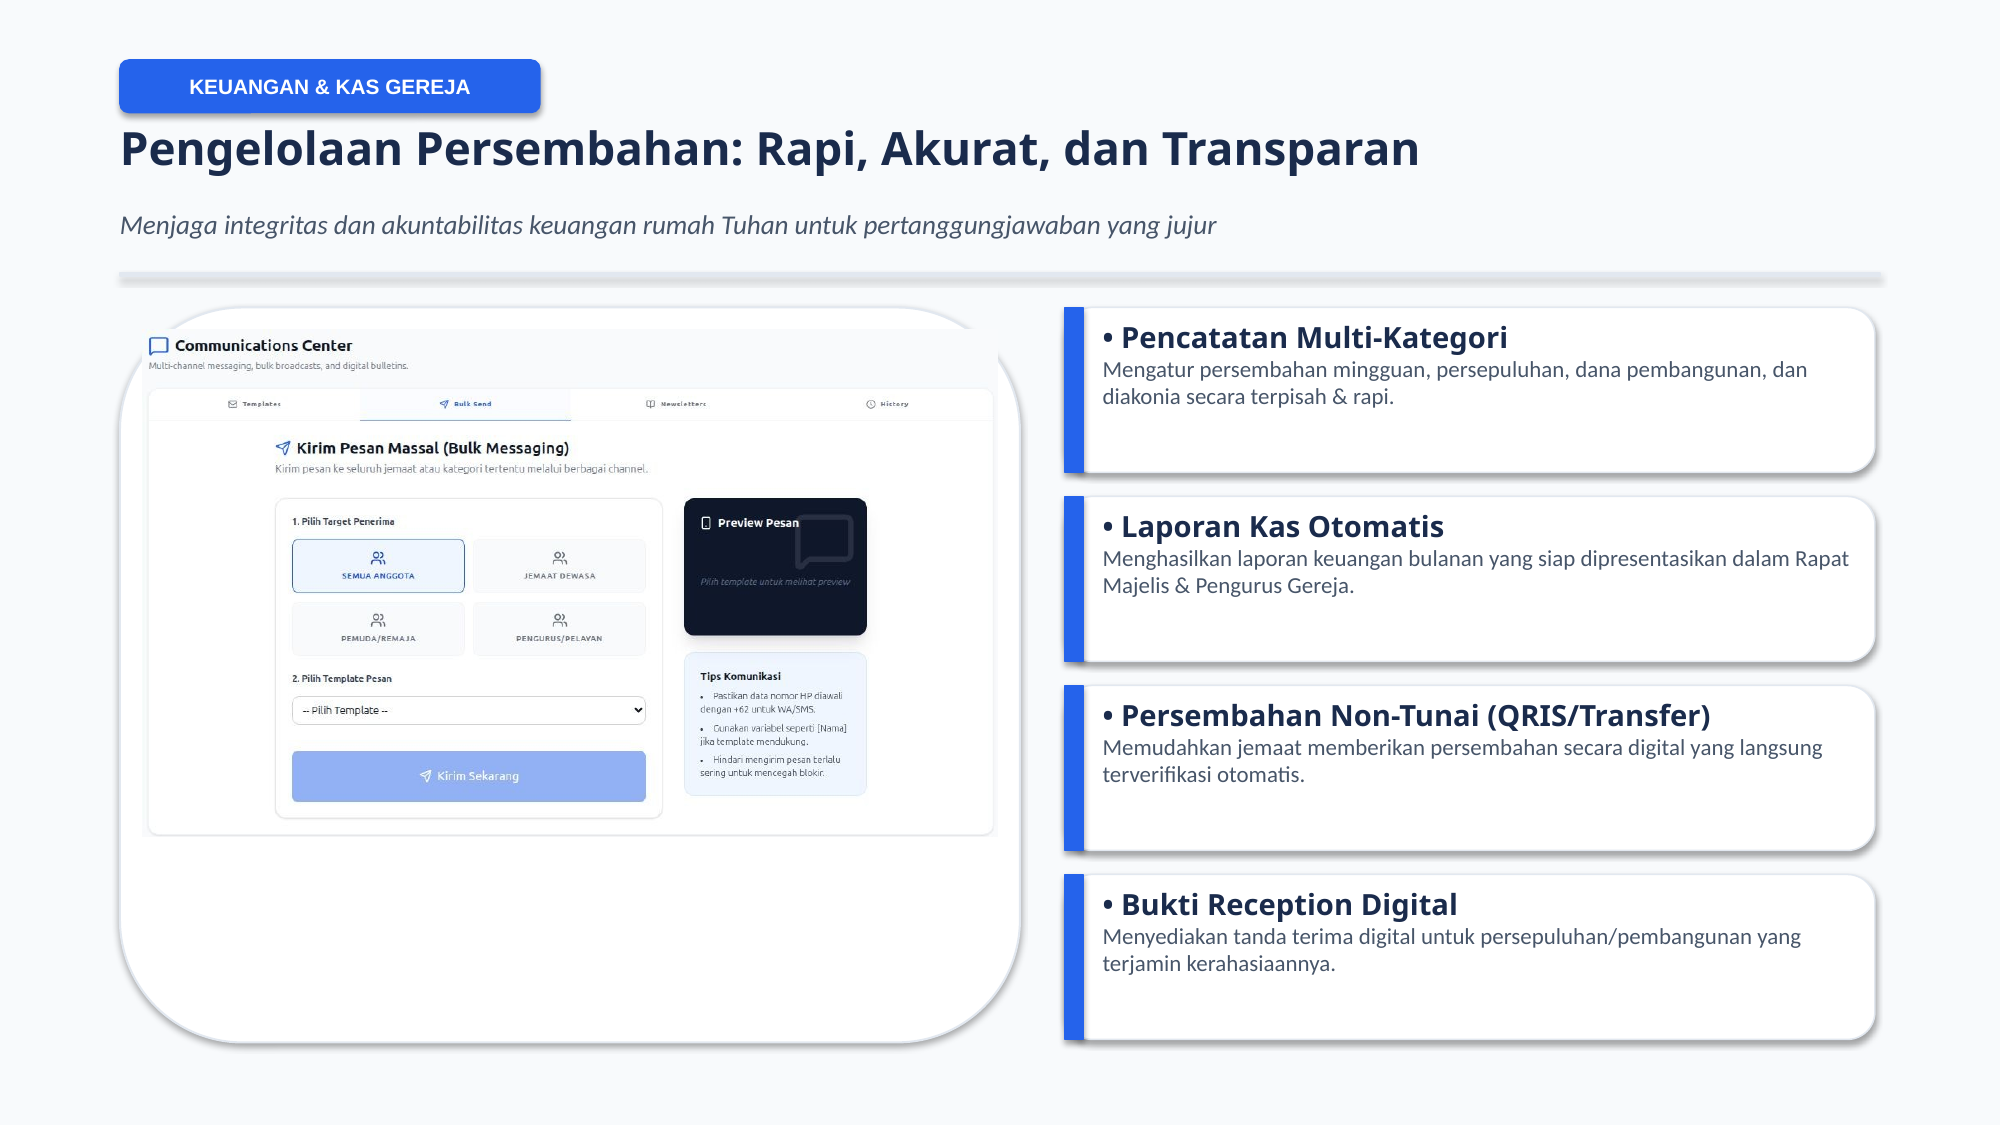 KEUANGAN & KAS GEREJA
Pengelolaan Persembahan: Rapi, Akurat, dan Transparan
Menjaga integritas dan akuntabilitas keuangan rumah Tuhan untuk pertanggungjawaban yang jujur
Communications Center
Multi-channel messaging, bulk broadcasts, and digital bulletins.
Templates
Bulk Send
Newsletters
History
Kirim Pesan Massal (Bulk Messaging)
Kirim pesan ke seluruh jemaat atau kategori tertentu melalui berbagai channel.
1. Pilih Target Penerima
SEMUA ANGGOTA
JEMAAT DEWASA
PEMUDA/REMAJA
PENGURUS/PELAYAN
2. Pilih Template Pesan
-- Pilih Template --
Kirim Sekarang
Preview Pesan
Pilih template untuk melihat preview
Tips Komunikasi
• Pastikan data nomor HP diawali
dengan +62 untuk WA/SMS.
• Gunakan variabel seperti [Nama]
jika template mendukung.
• Hindari mengirim pesan terlalu
sering untuk mencegah blokir.
• Pencatatan Multi-Kategori
Mengatur persembahan mingguan, persepuluhan, dana pembangunan, dan
diakonia secara terpisah & rapi.
• Laporan Kas Otomatis
Menghasilkan laporan keuangan bulanan yang siap dipresentasikan dalam Rapat
Majelis & Pengurus Gereja.
• Persembahan Non-Tunai (QRIS/Transfer)
Memudahkan jemaat memberikan persembahan secara digital yang langsung
terverifikasi otomatis.
• Bukti Reception Digital
Menyediakan tanda terima digital untuk persepuluhan/pembangunan yang
terjamin kerahasiaannya.